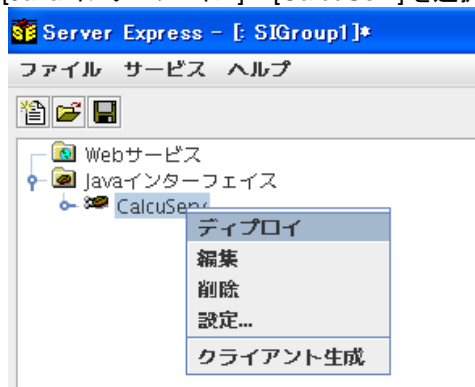 Server Express - [: SIGroup1]*
ファイル サービス ヘルプ
Webサービス
Javaインターフェイス
CalcuServ
ディプロイ
編集
削除
設定...
クライアント生成